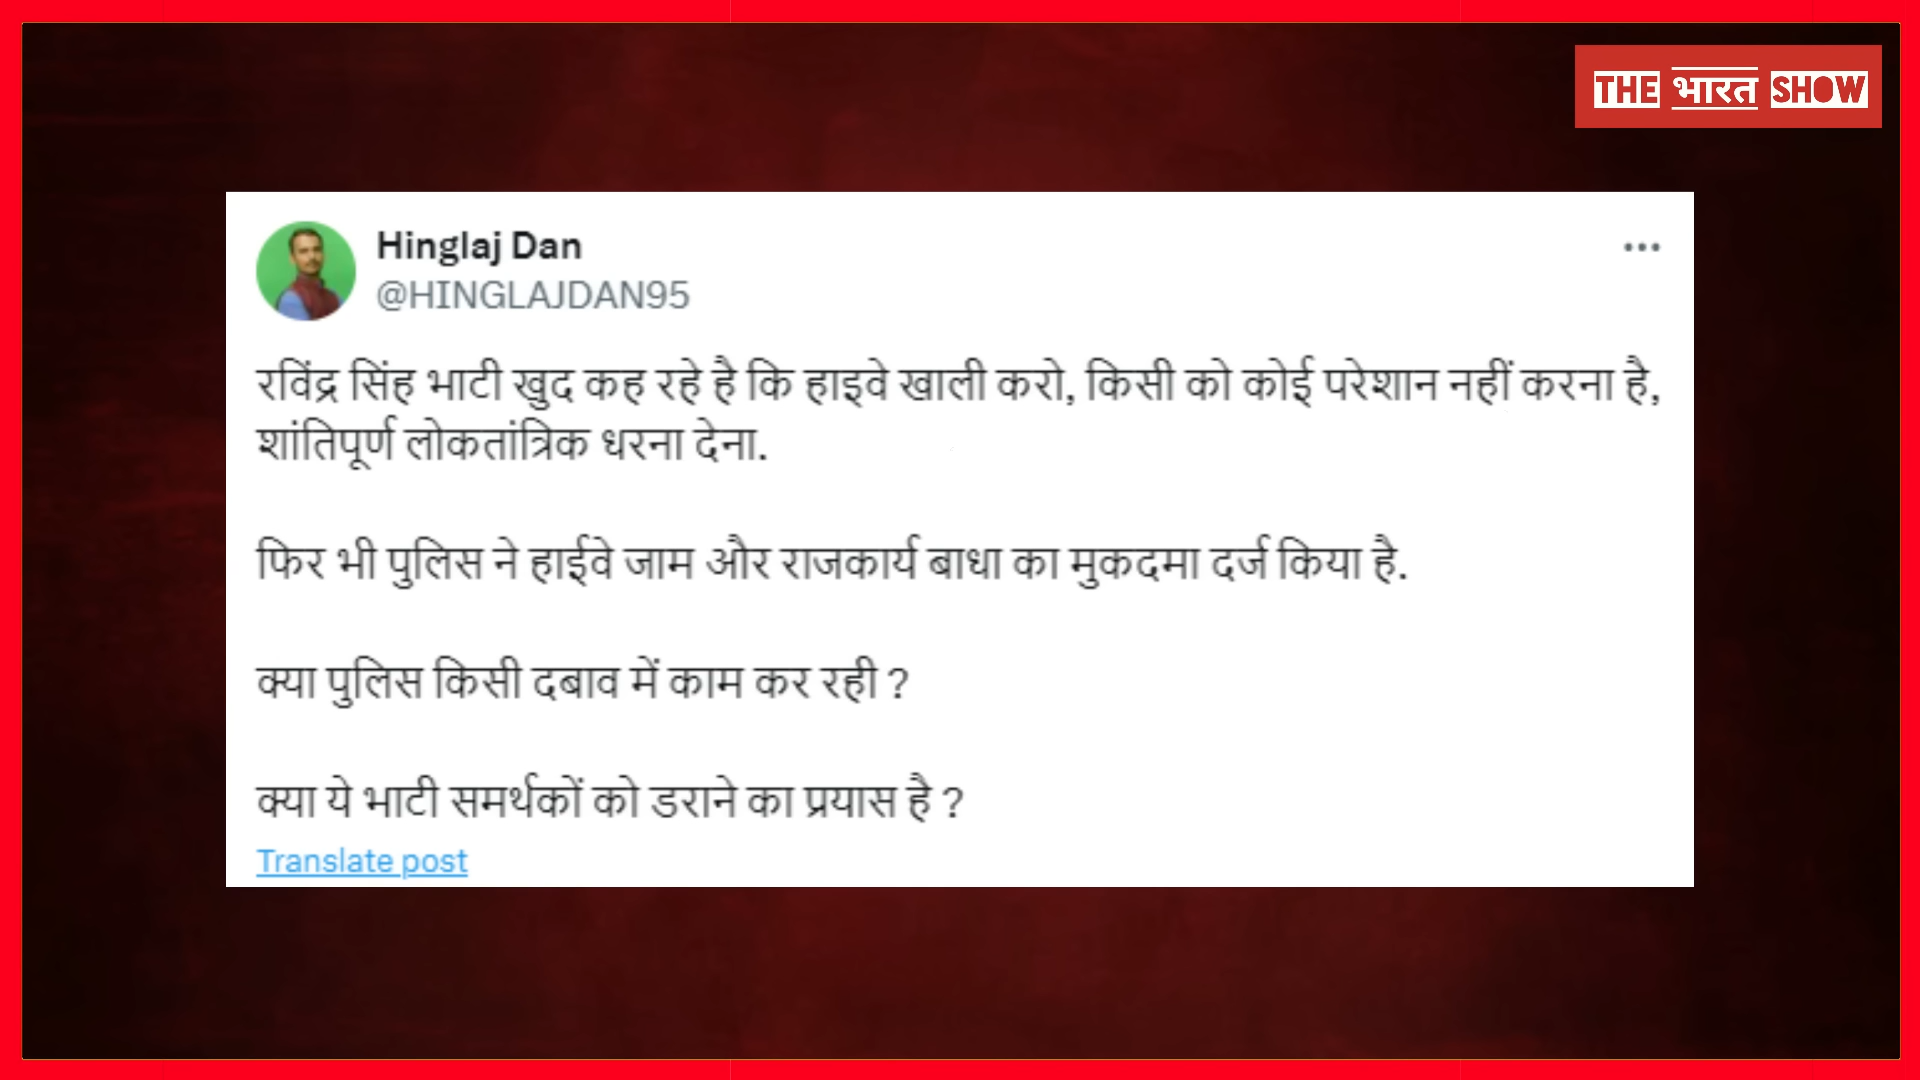 THE भारत SHOW
Hinglaj Dan
@HINGLAJDAN95
रविंद्र सिंह भाटी खुद कह रहे है कि हाइवे खाली करो, किसी को कोई परेशान नहीं करना है,
शांतिपूर्ण लोकतांत्रिक धरना देना.
फिर भी पुलिस ने हाईवे जाम और राजकार्य बाधा का मुकदमा दर्ज किया है.
क्या पुलिस किसी दबाव में काम कर रही ?
क्या ये भाटी समर्थकों को डराने का प्रयास है ?
Translate post